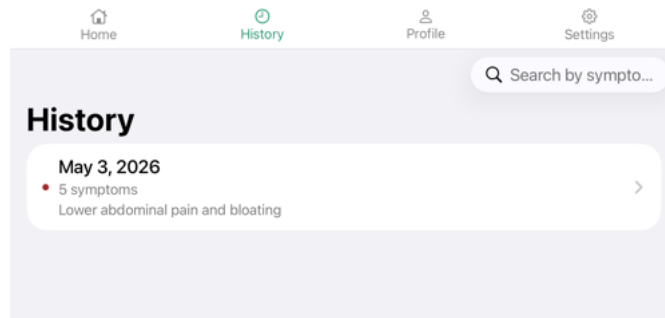 Home
History
Profile
Settings
Search by sympto...
History
May 3, 2026
5 symptoms
Lower abdominal pain and bloating